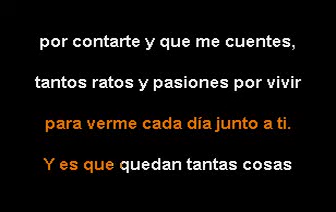 por contarte y que me cuentes,
tantos ratos y pasiones por vivir
para verme cada día junto a ti.
Y es que quedan tantas cosas